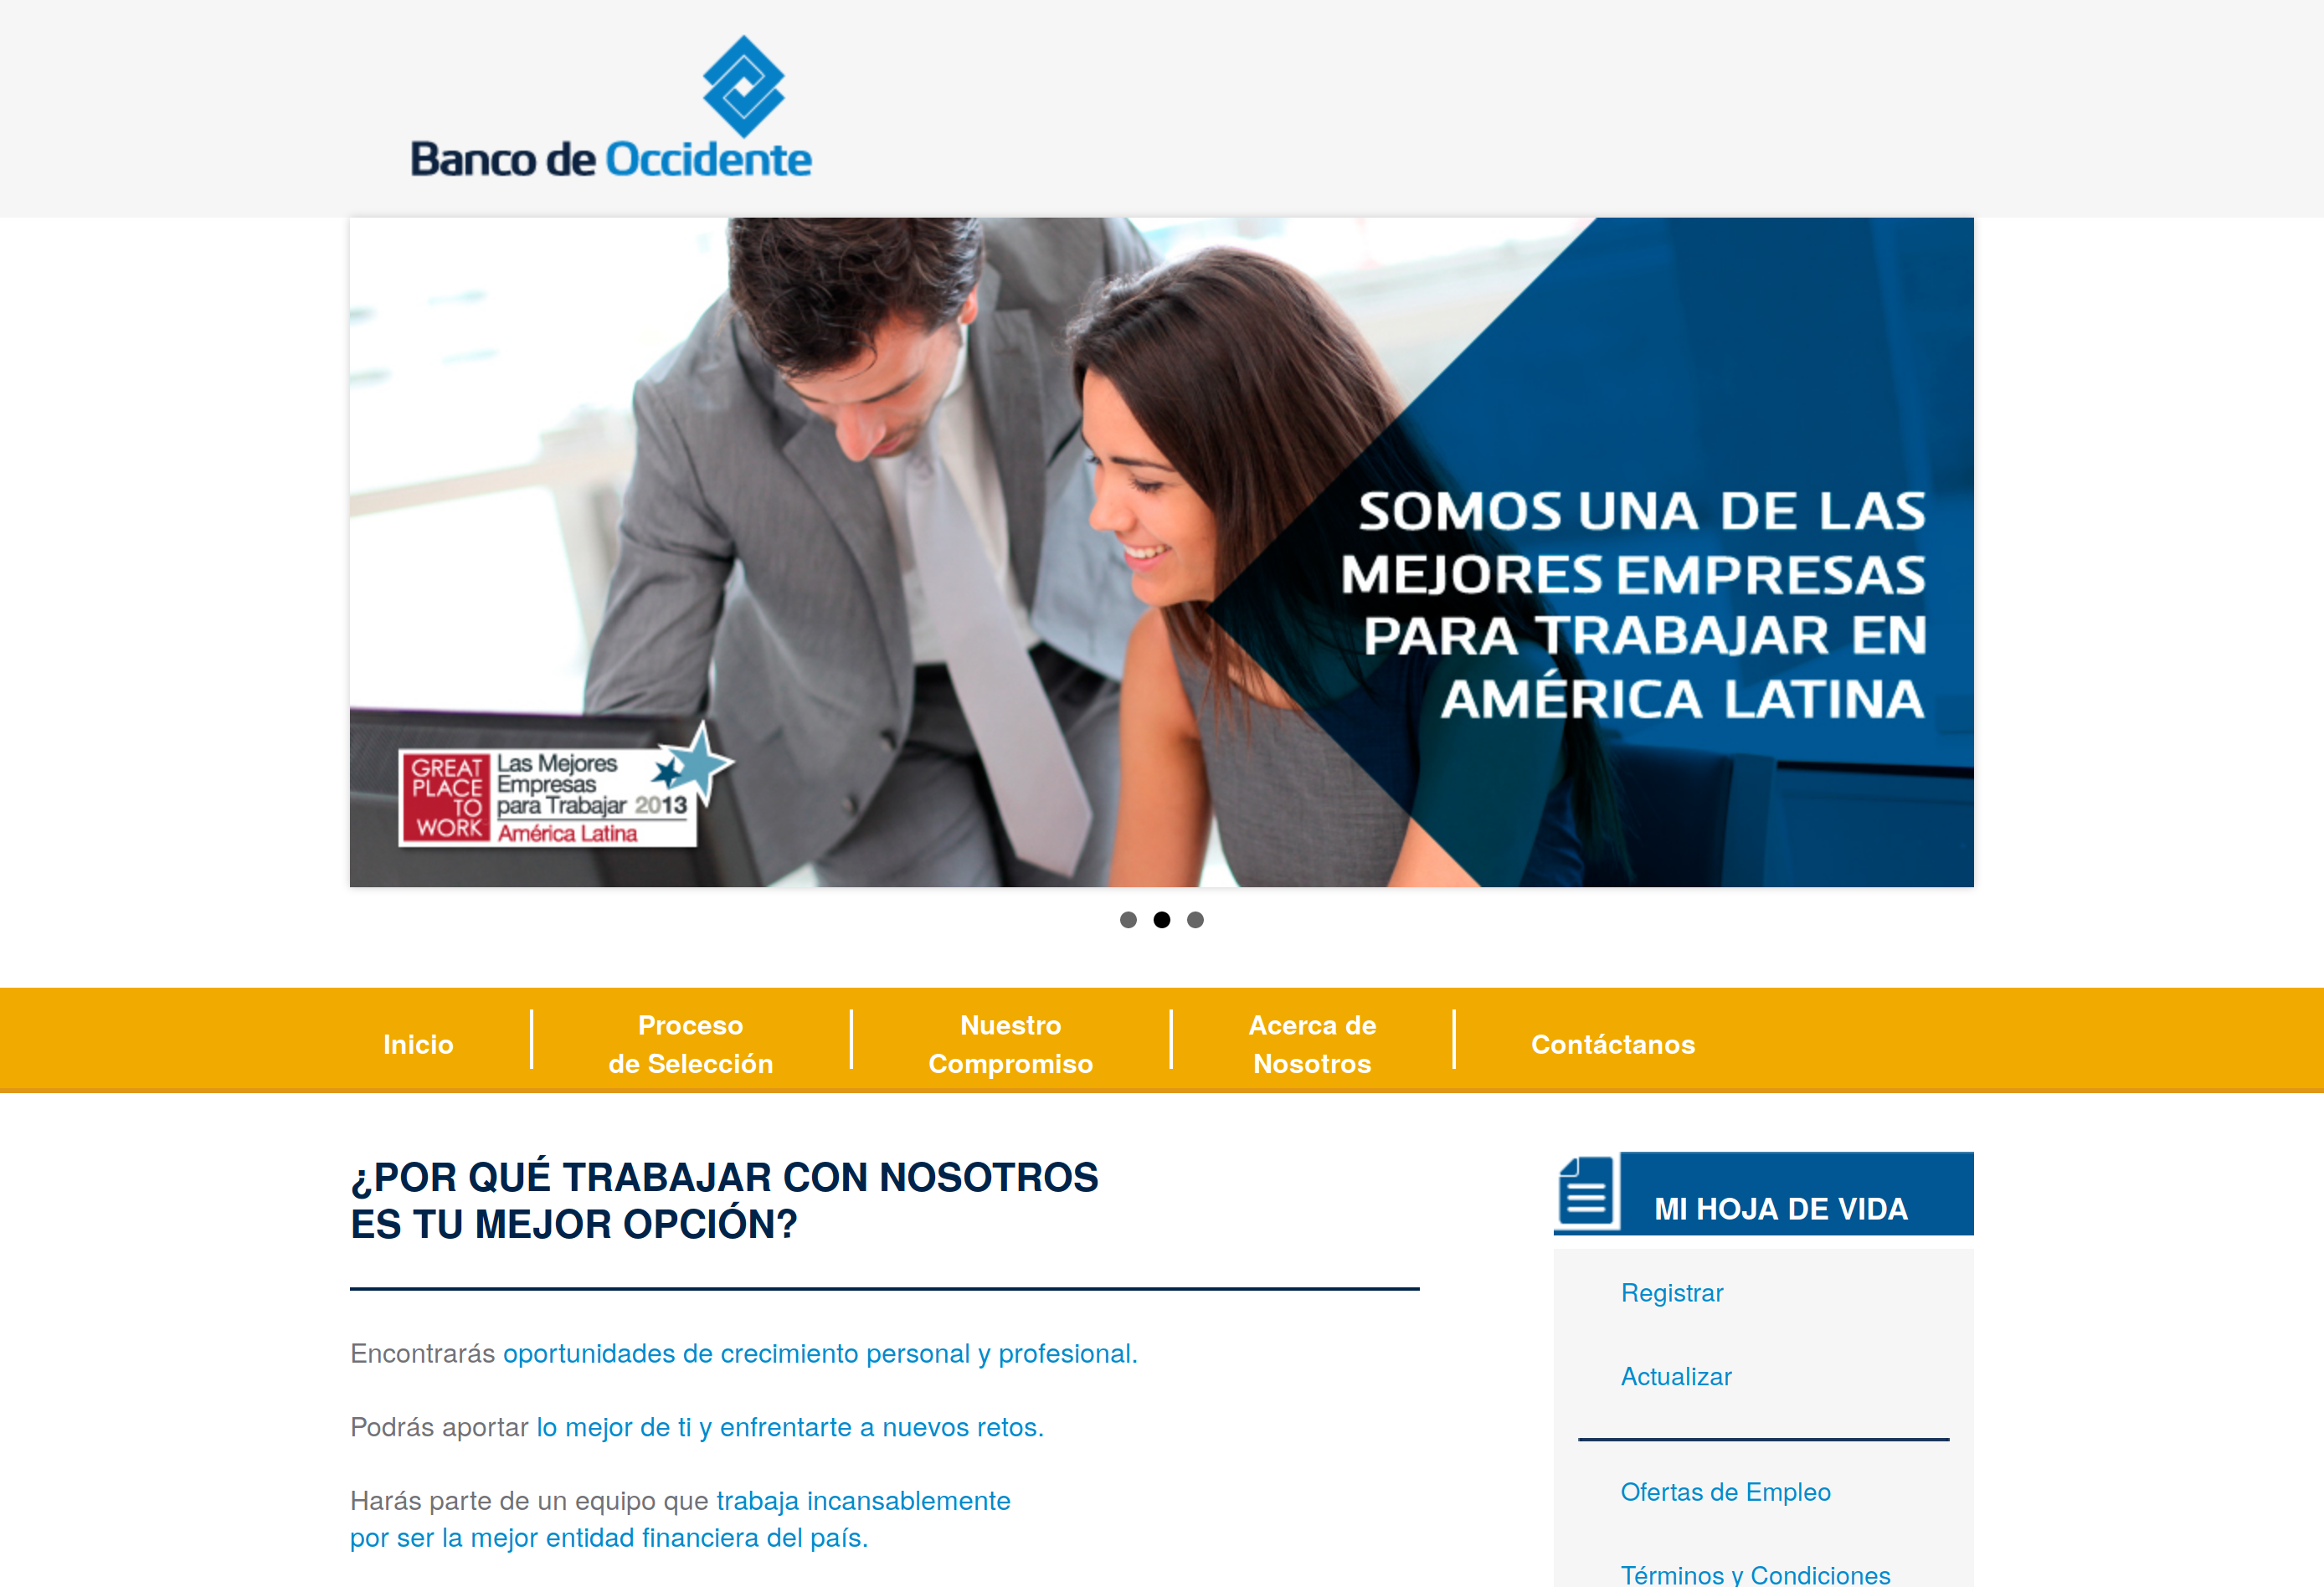 Banco de Occidente
SOMOS UNA DE LAS
MEJORES EMPRESAS
PARA TRABAJAR EN
AMÉRICA LATINA
GREAT
PLACE
TO
WORK
Las Mejores
Empresas
para Trabajar 2013
América Latina
Inicio
Proceso
de Selección
Nuestro
Compromiso
Acerca de
Nosotros
Contáctanos
¿POR QUÉ TRABAJAR CON NOSOTROS
ES TU MEJOR OPCIÓN?
Encontrarás oportunidades de crecimiento personal y profesional.
Podrás aportar lo mejor de ti y enfrentarte a nuevos retos.
Harás parte de un equipo que trabaja incansablemente
por ser la mejor entidad financiera del país.
MI HOJA DE VIDA
Registrar
Actualizar
Ofertas de Empleo
Términos y Condiciones